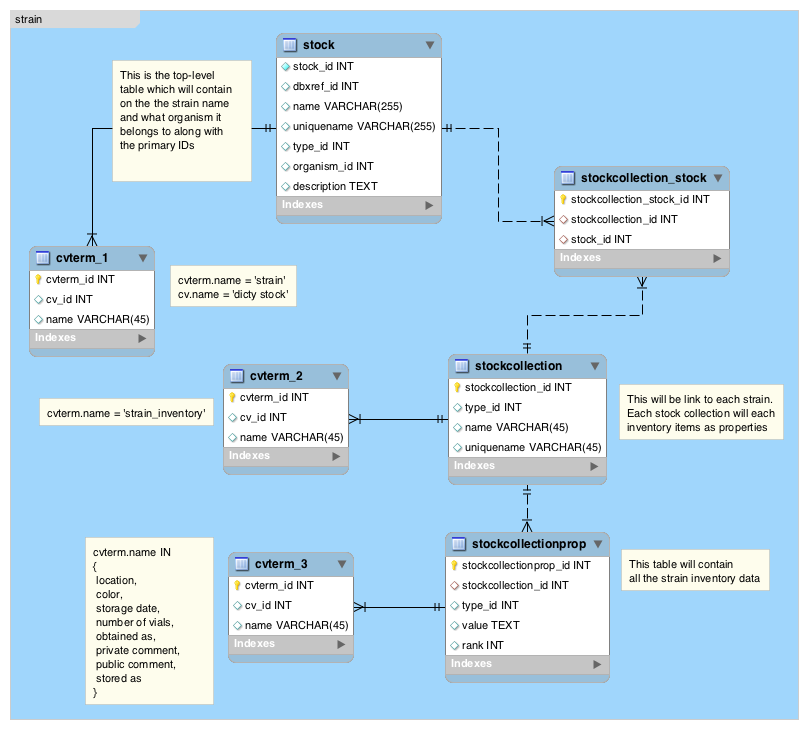 strain
stock
stock_id INT
dbxref_id INT
name VARCHAR(255)
uniquename VARCHAR(255)
type_id INT
organism_id INT
description TEXT
Indexes
This is the top-level
table which will contain
on the the strain name
and what organism it
belongs to along with
the primary IDs
stockcollection_stock
stockcollection_stock_id INT
stockcollection_id INT
stock_id INT
Indexes
cvterm_1
cvterm_id INT
cv_id INT
name VARCHAR(45)
Indexes
cvterm.name = 'strain'
cv.name = 'dicty stock'
cvterm_2
cvterm_id INT
cv_id INT
name VARCHAR(45)
Indexes
cvterm.name = 'strain_inventory'
stockcollection
stockcollection_id INT
type_id INT
name VARCHAR(45)
uniquename VARCHAR(45)
Indexes
This will be link to each strain.
Each stock collection will each
inventory items as properties
cvterm.name IN
{
location,
color,
storage date,
number of vials,
obtained as,
private comment,
public comment,
stored as
}
cvterm_3
cvterm_id INT
cv_id INT
name VARCHAR(45)
Indexes
stockcollectionprop
stockcollectionprop_id INT
stockcollection_id INT
type_id INT
value TEXT
rank INT
Indexes
This table will contain
all the strain inventory data